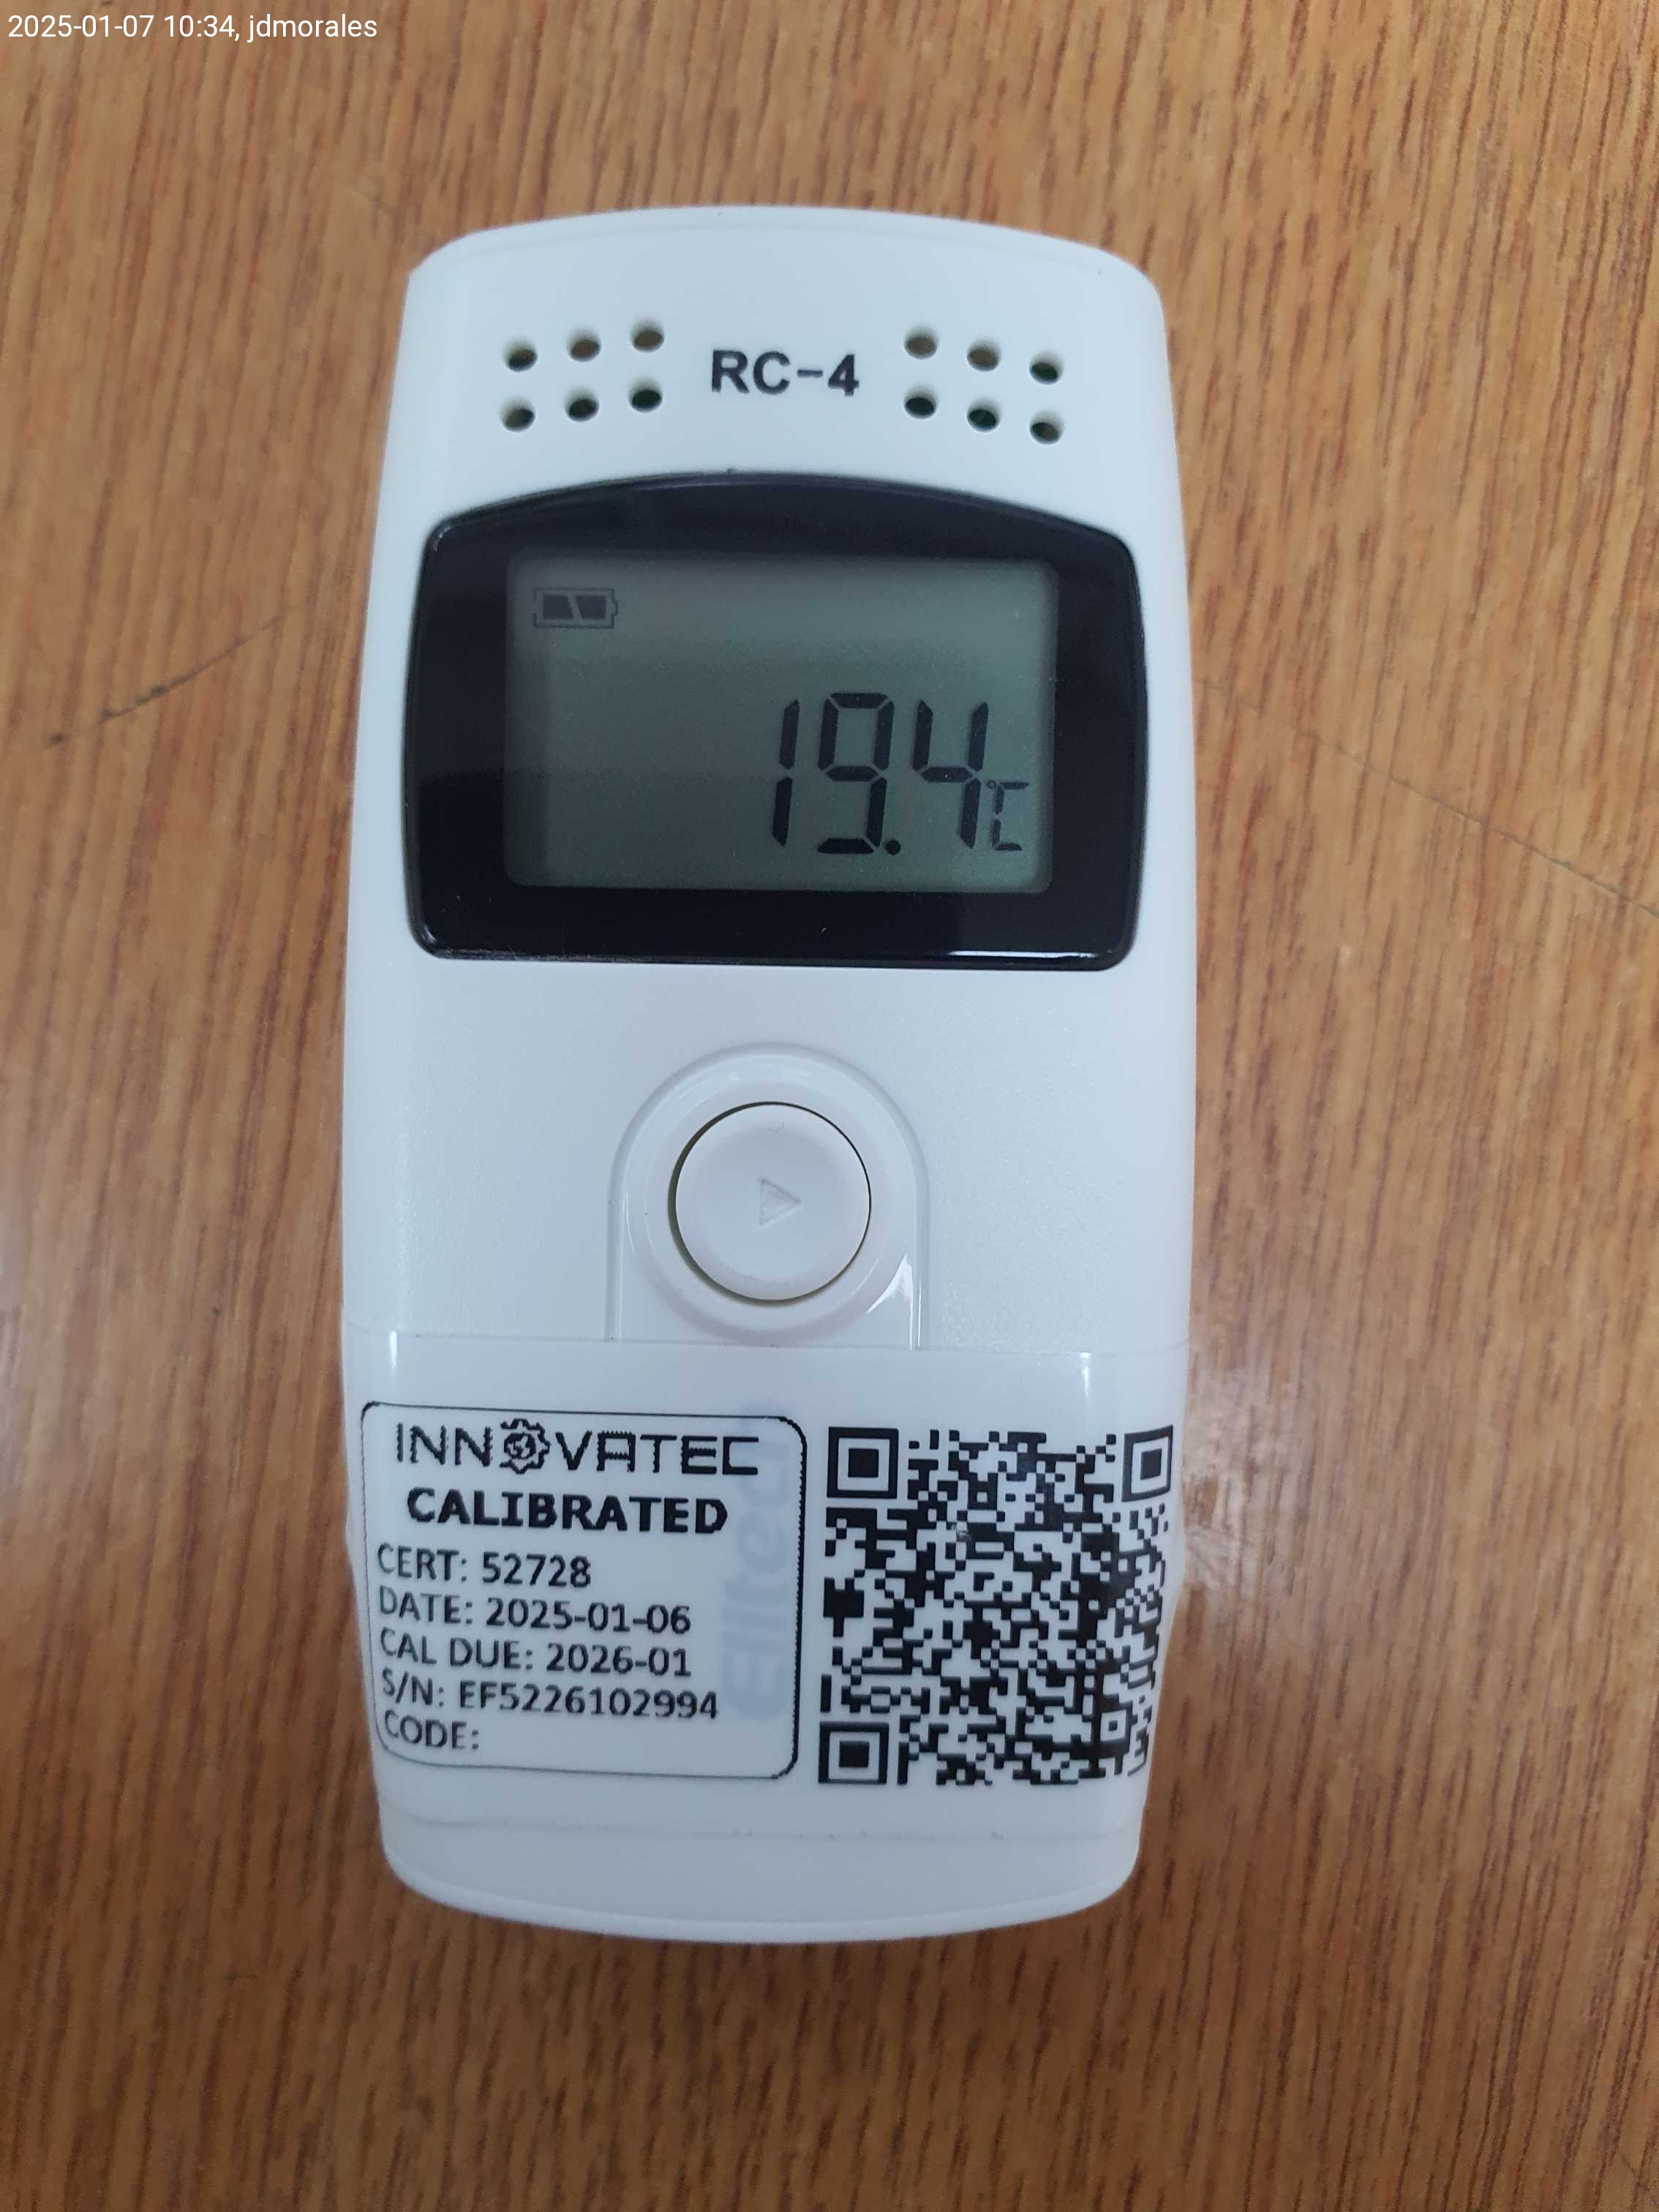 2025-01-07 10:34, jdmorales
RC-4
19.4℃
INNOVATEC
CALIBRATED
CERT: 52728
DATE: 2025-01-06
CAL DUE: 2026-01
S/N: EF5226102994
CODE:
Elitech